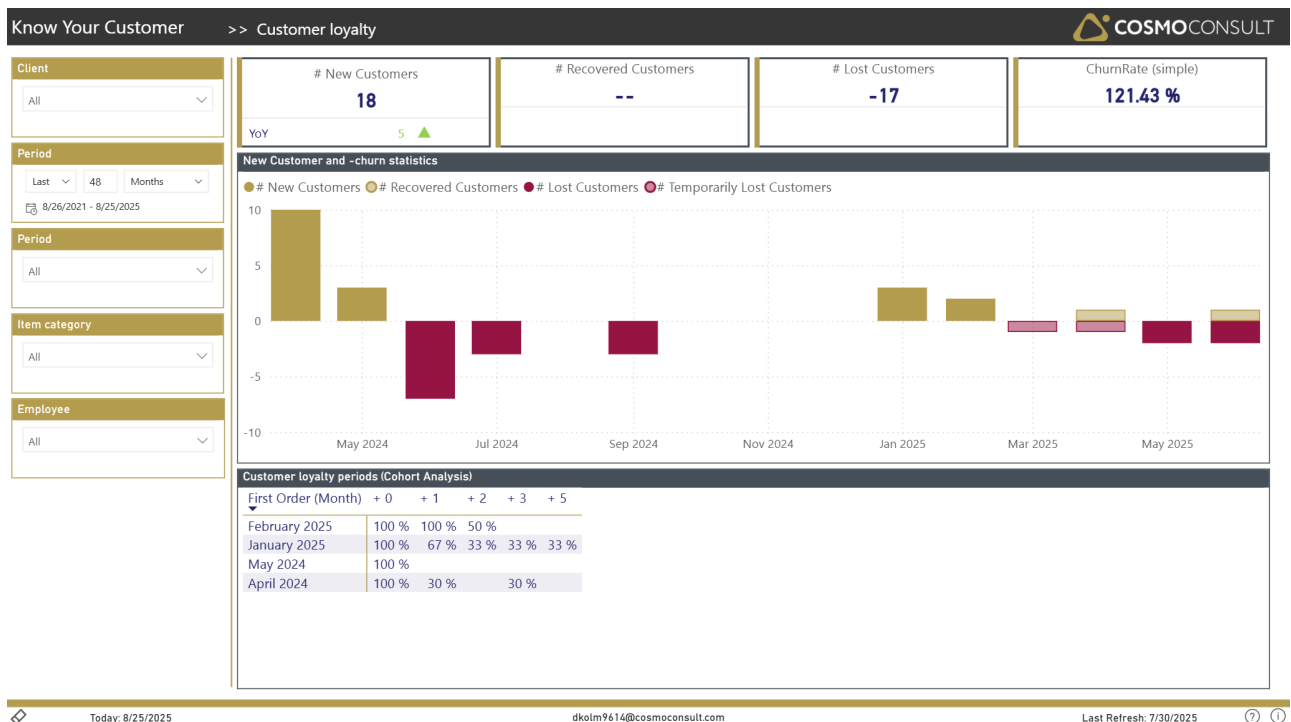 Know Your Customer >> Customer loyalty COSMOCONSULT
Client
All
Period
Last 48 Months
8/26/2021 - 8/25/2025
Period
All
Item category
All
Employee
All
# New Customers
18
YoY 5
# Recovered Customers
--
# Lost Customers
-17
ChurnRate (simple)
121.43 %
New Customer and -churn statistics
# New Customers # Recovered Customers # Lost Customers # Temporarily Lost Customers
10
5
0
-5
-10
May 2024 Jul 2024 Sep 2024 Nov 2024 Jan 2025 Mar 2025 May 2025
Customer loyalty periods (Cohort Analysis)
First Order (Month) + 0 + 1 + 2 + 3 + 5
February 2025 100 % 100 % 50 %
January 2025 100 % 67 % 33 % 33 % 33 %
May 2024 100 %
April 2024 100 % 30 % 30 %
Today: 8/25/2025 dkolm9614@cosmoconsult.com Last Refresh: 7/30/2025 ? i